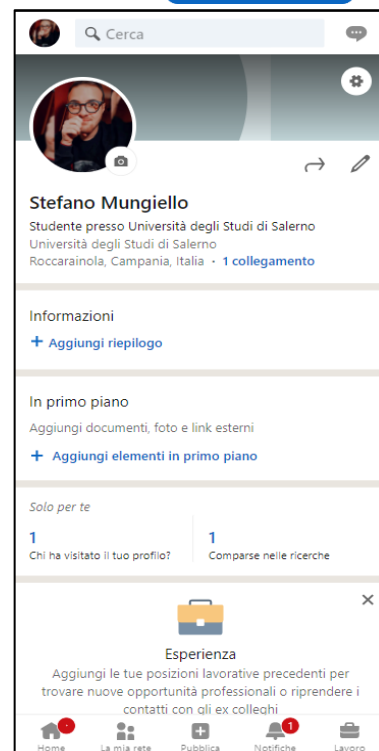 Cerca
Stefano Mungiello
Studente presso Università degli Studi di Salerno
Università degli Studi di Salerno
Roccarainola, Campania, Italia · 1 collegamento
Informazioni
+ Aggiungi riepilogo
In primo piano
Aggiungi documenti, foto e link esterni
+ Aggiungi elementi in primo piano
Solo per te
1 1
Chi ha visitato il tuo profilo? Comparse nelle ricerche
Esperienza
Aggiungi le tue posizioni lavorative precedenti per
trovare nuove opportunità professionali o riprendere i
contatti con gli ex colleghi
1
Home La mia rete Pubblica Notifiche Lavoro